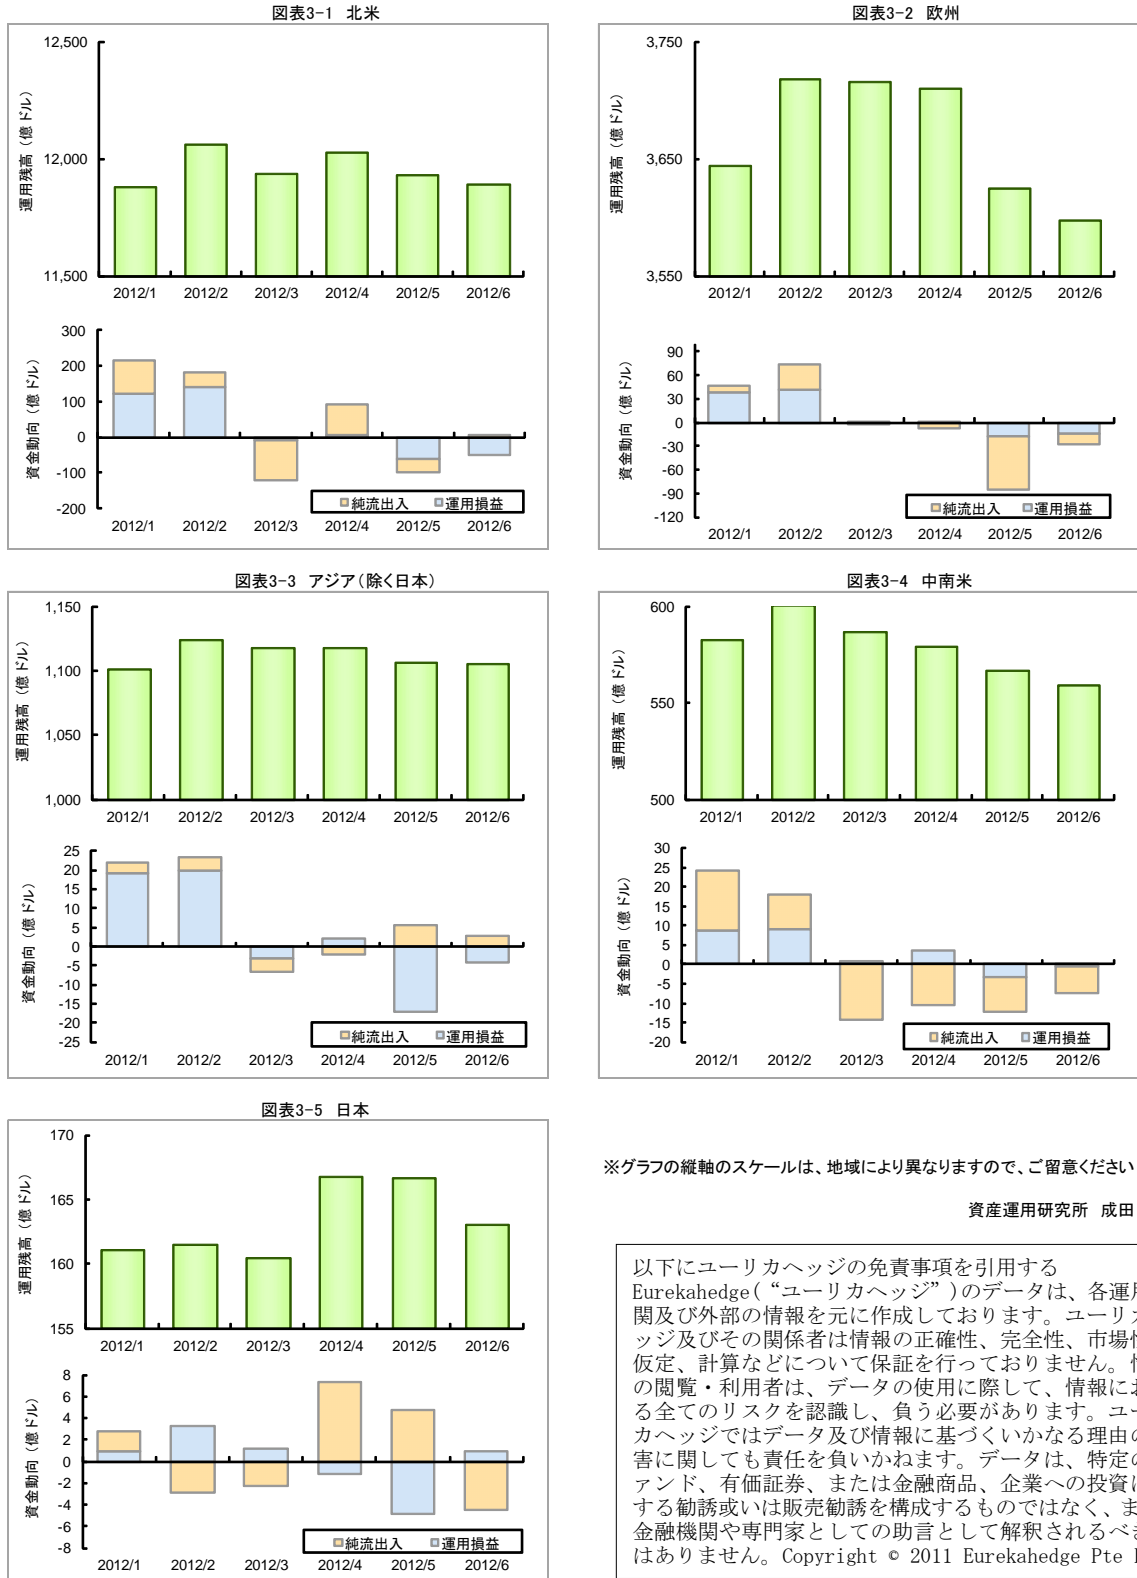 図表3-1 北米
12,500
12,000
11,500
運用残高（億ドル）
2012/1 2012/2 2012/3 2012/4 2012/5 2012/6
300
200
100
0
-100
-200
資金動向（億ドル）
純流出入 運用損益
2012/1 2012/2 2012/3 2012/4 2012/5 2012/6
図表3-2 欧州
3,750
3,650
3,550
運用残高（億ドル）
2012/1 2012/2 2012/3 2012/4 2012/5 2012/6
90
60
30
0
-30
-60
-90
-120
資金動向（億ドル）
純流出入 運用損益
2012/1 2012/2 2012/3 2012/4 2012/5 2012/6
図表3-3 アジア（除く日本）
1,150
1,100
1,050
1,000
運用残高（億ドル）
2012/1 2012/2 2012/3 2012/4 2012/5 2012/6
25
20
15
10
5
0
-5
-10
-15
-20
-25
資金動向（億ドル）
純流出入 運用損益
2012/1 2012/2 2012/3 2012/4 2012/5 2012/6
図表3-4 中南米
600
550
500
運用残高（億ドル）
2012/1 2012/2 2012/3 2012/4 2012/5 2012/6
30
25
20
15
10
5
0
-5
-10
-15
-20
資金動向（億ドル）
純流出入 運用損益
2012/1 2012/2 2012/3 2012/4 2012/5 2012/6
図表3-5 日本
170
165
160
155
運用残高（億ドル）
2012/1 2012/2 2012/3 2012/4 2012/5 2012/6
8
6
4
2
0
-2
-4
-6
-8
資金動向（億ドル）
純流出入 運用損益
2012/1 2012/2 2012/3 2012/4 2012/5 2012/6
※グラフの縦軸のスケールは、地域により異なりますので、ご留意ください
資産運用研究所 成田
以下にユーリカヘッジの免責事項を引用する
Eurekahedge(“ユーリカヘッジ”)のデータは、各運用
関及び外部の情報を元に作成しております。ユーリカ
ッジ及びその関係者は情報の正確性、完全性、市場性
仮定、計算などについて保証を行っておりません。
の閲覧・利用者は、データの使用に際して、情報にお
る全てのリスクを認識し、負う必要があります。ユー
カヘッジではデータ及び情報に基づくいかなる理由の
害に関しても責任を負いかねます。データは、特定の
ァンド、有価証券、または金融商品、企業への投資に
する勧誘或いは販売勧誘を構成するものではなく、ま
金融機関や専門家としての助言として解釈されるべき
はありません。Copyright © 2011 Eurekahedge Pte